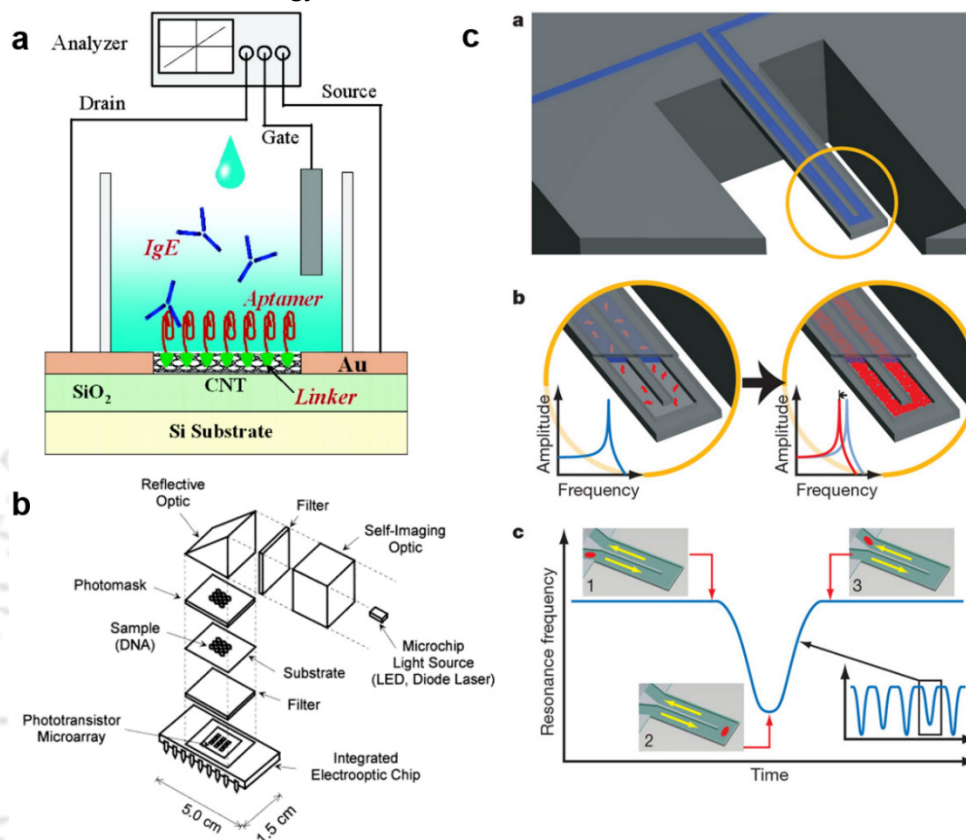 a
Analyzer
Drain
Source
Gate
IgE
Aptamer
Au
CNT
SiO₂
Linker
Si Substrate
b
Reflective
Optic
Filter
Self-Imaging
Optic
Photomask
Sample
(DNA)
Substrate
Microchip
Light Source
(LED, Diode Laser)
Filter
Phototransistor
Microarray
Integrated
Electrooptic Chip
5.0 cm
1.5 cm
c
a
b
Amplitude
Frequency
Amplitude
Frequency
c
Resonance frequency
1
3
2
Time